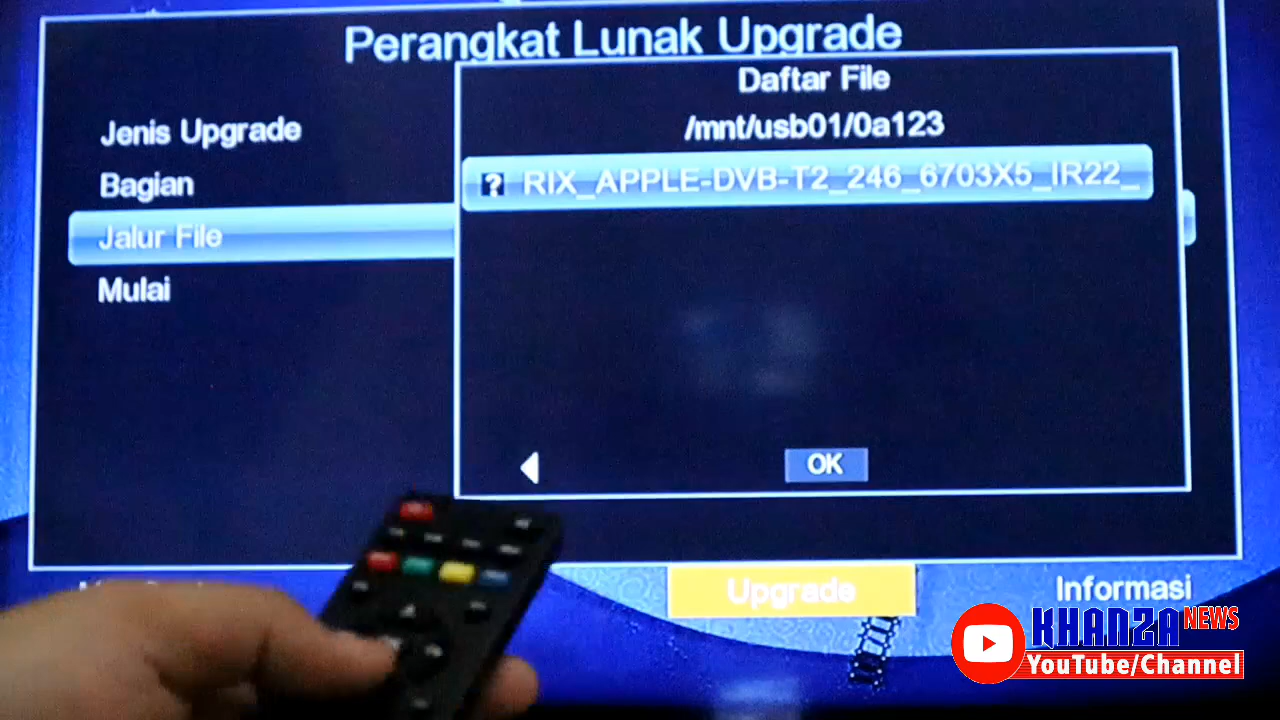 Perangkat Lunak Upgrade
Daftar File
/mnt/usb01/0a123
Jenis Upgrade
Bagian
Jalur File
Mulai
? RIX_APPLE-DVB-T2_246_6703X5_IR22_
OK
Upgrade
Informasi
KHANZA NEWS
YouTube/Channel